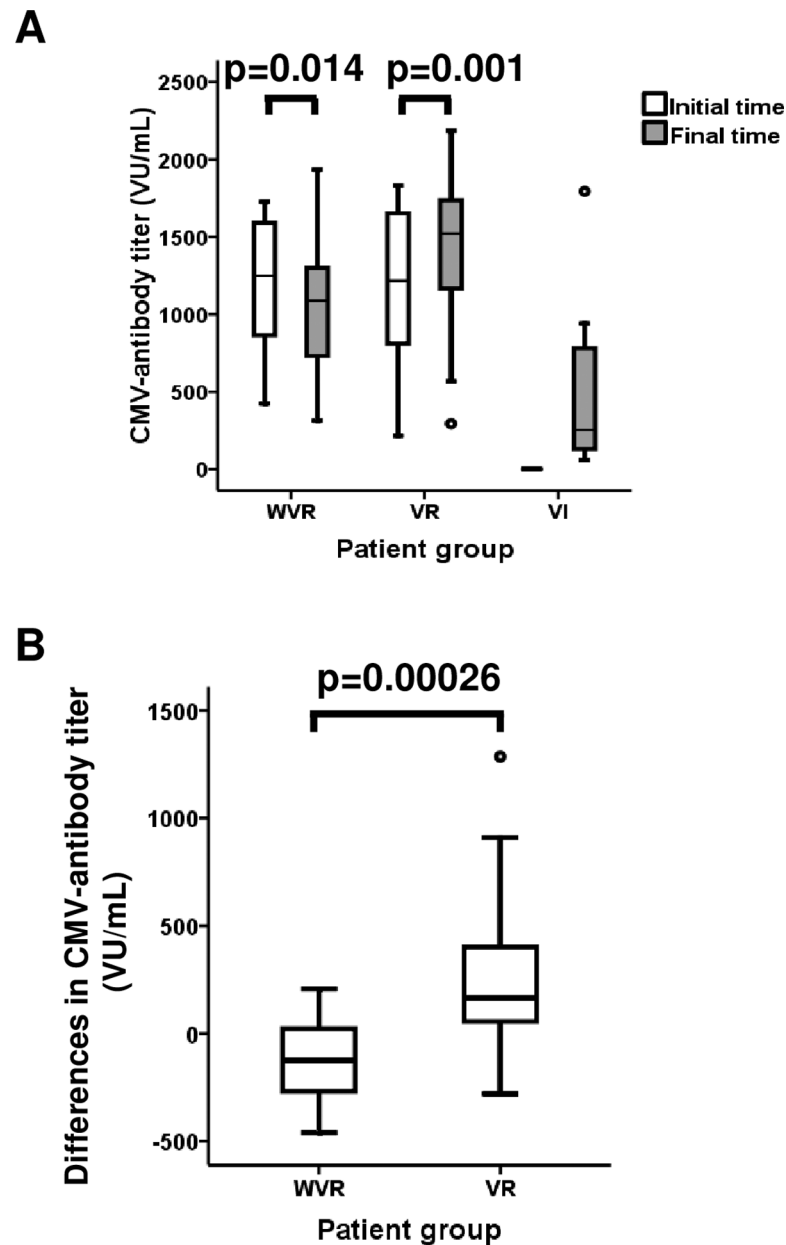 A
p=0.014 p=0.001
Initial time
Final time
CMV-antibody titer (VU/mL)
2500
2000
1500
1000
500
0
WVR VR VI
Patient group
B
p=0.00026
Differences in CMV-antibody titer
(VU/mL)
1500
1000
500
0
-500
WVR VR
Patient group